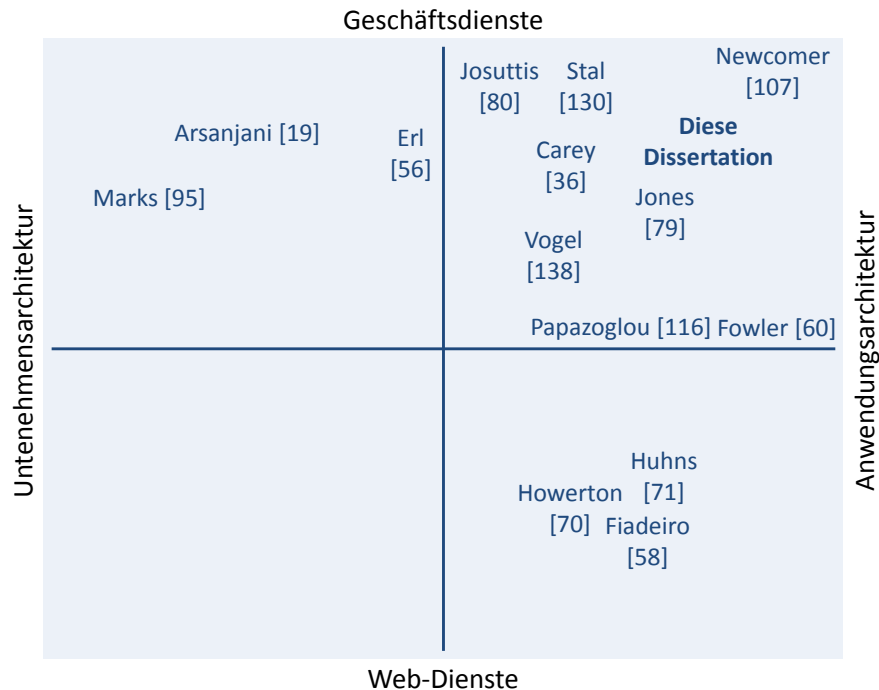 Geschäftsdienste
Josuttis
[80]
Stal
[130]
Newcomer
[107]
Arsanjani [19]
Erl
[56]
Carey
[36]
Diese
Dissertation
Marks [95]
Jones
[79]
Vogel
[138]
Papazoglou [116]
Fowler [60]
Untenehmensarchitektur
Anwendungsarchitektur
Huhns
[71]
Howerton
[70]
Fiadeiro
[58]
Web-Dienste